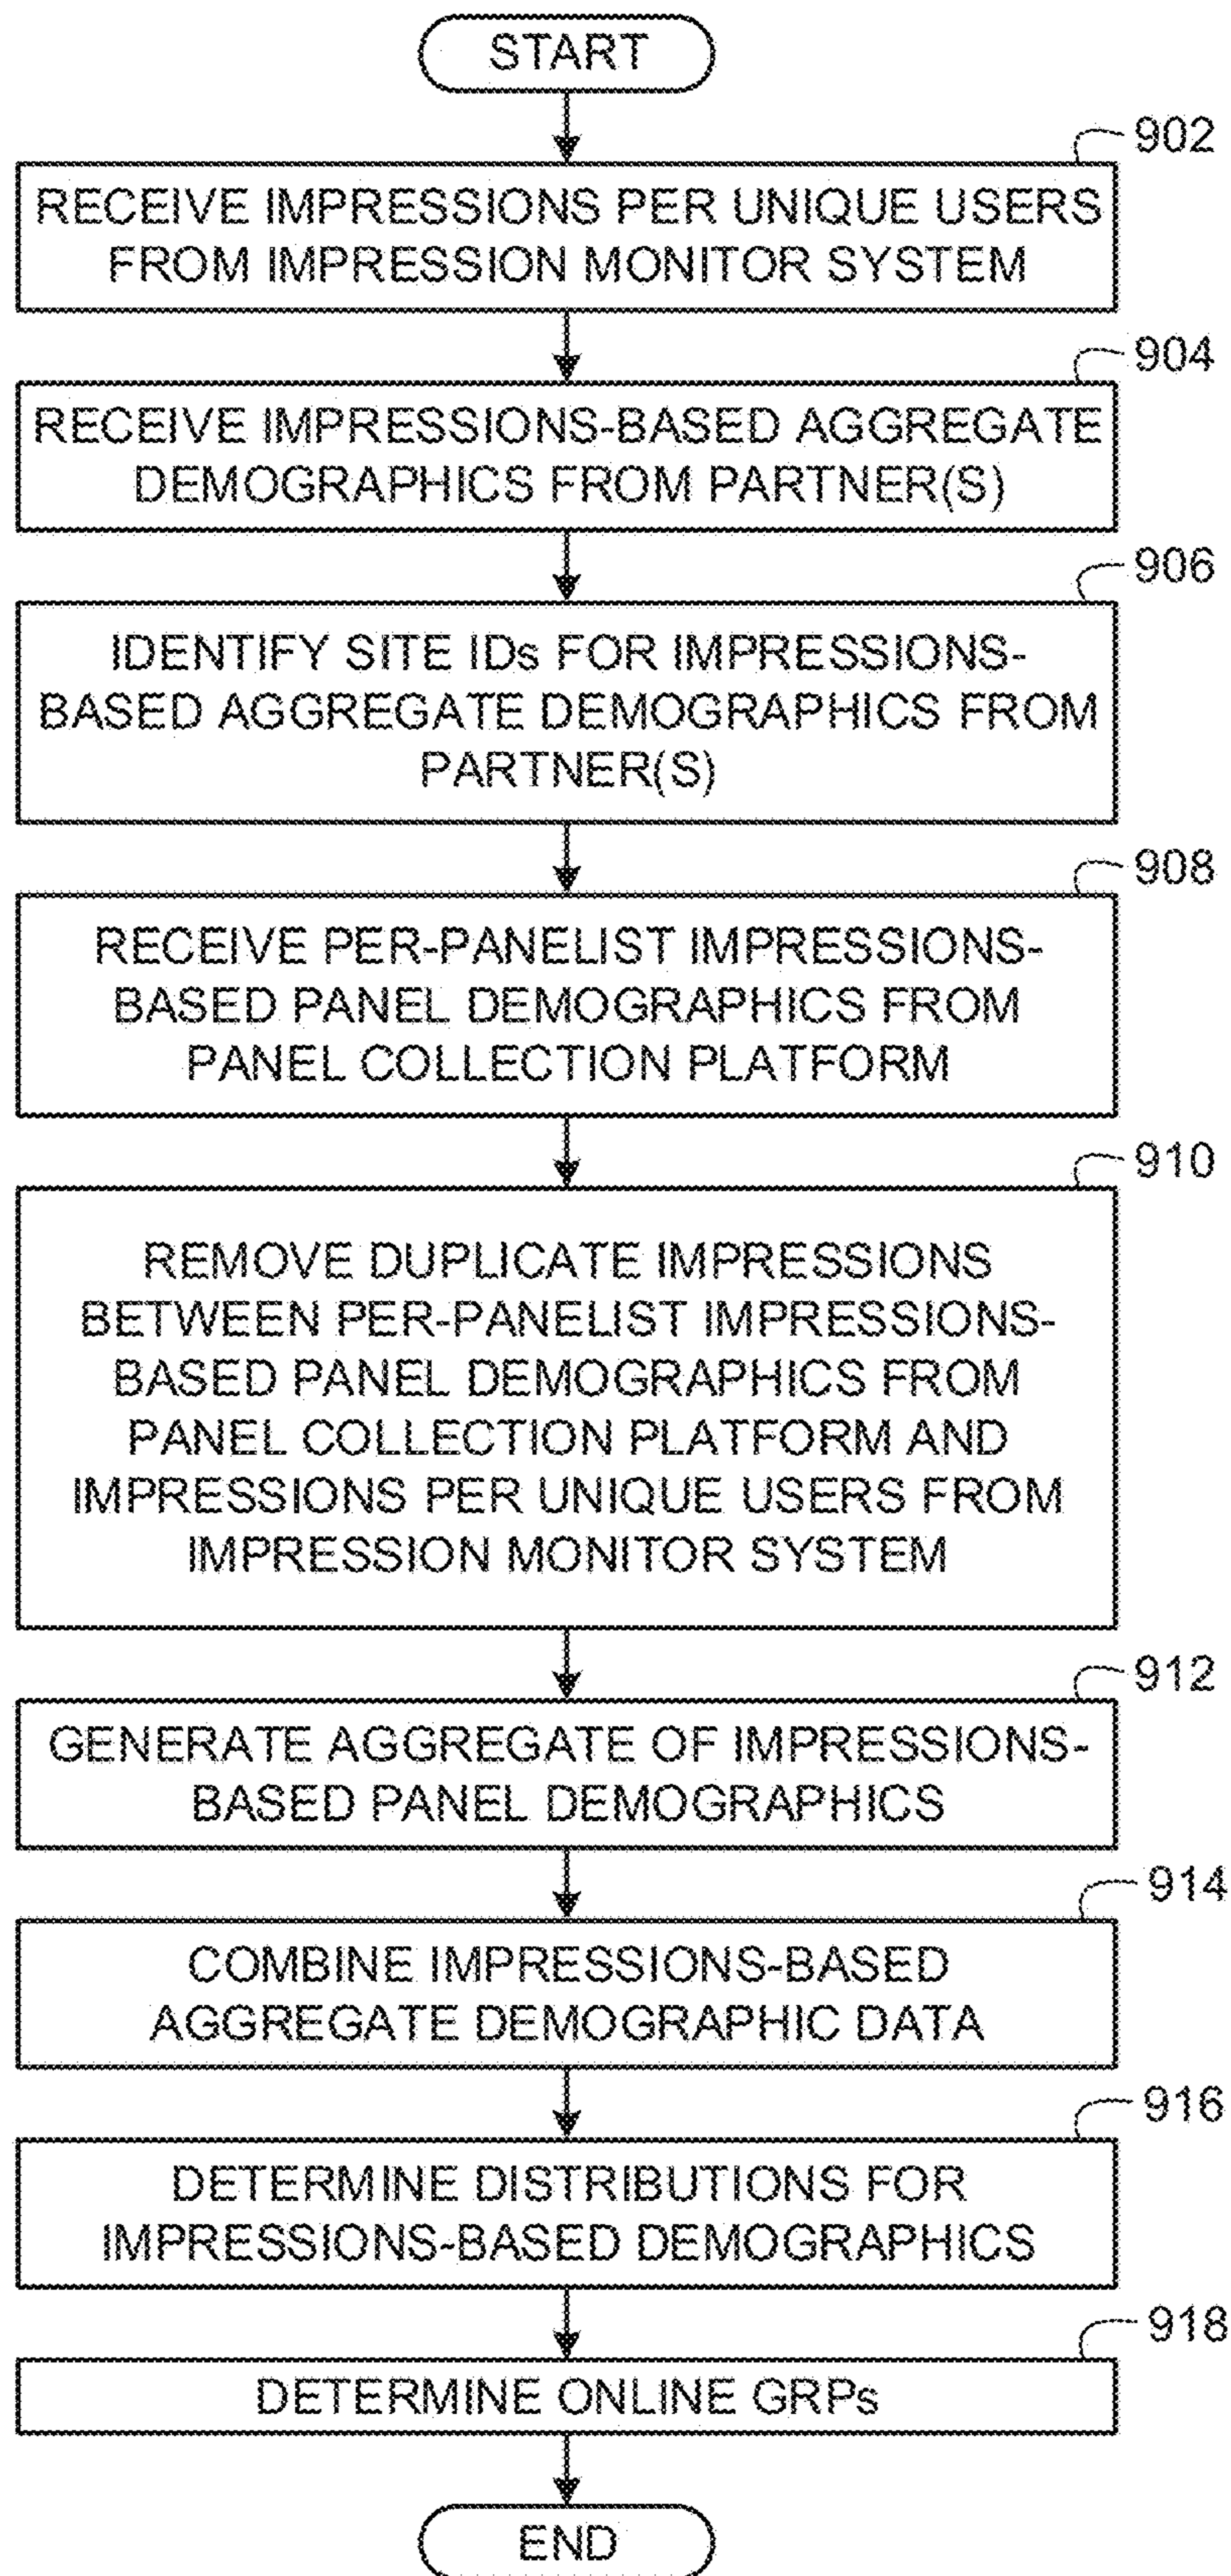 START
902
RECEIVE IMPRESSIONS PER UNIQUE USERS
FROM IMPRESSION MONITOR SYSTEM
904
RECEIVE IMPRESSIONS-BASED AGGREGATE
DEMOGRAPHICS FROM PARTNER(S)
906
IDENTIFY SITE IDs FOR IMPRESSIONS-
BASED AGGREGATE DEMOGRAPHICS FROM
PARTNER(S)
908
RECEIVE PER-PANELIST IMPRESSIONS-
BASED PANEL DEMOGRAPHICS FROM
PANEL COLLECTION PLATFORM
910
REMOVE DUPLICATE IMPRESSIONS
BETWEEN PER-PANELIST IMPRESSIONS-
BASED PANEL DEMOGRAPHICS FROM
PANEL COLLECTION PLATFORM AND
IMPRESSIONS PER UNIQUE USERS FROM
IMPRESSION MONITOR SYSTEM
912
GENERATE AGGREGATE OF IMPRESSIONS-
BASED PANEL DEMOGRAPHICS
914
COMBINE IMPRESSIONS-BASED
AGGREGATE DEMOGRAPHIC DATA
916
DETERMINE DISTRIBUTIONS FOR
IMPRESSIONS-BASED DEMOGRAPHICS
918
DETERMINE ONLINE GRPs
END